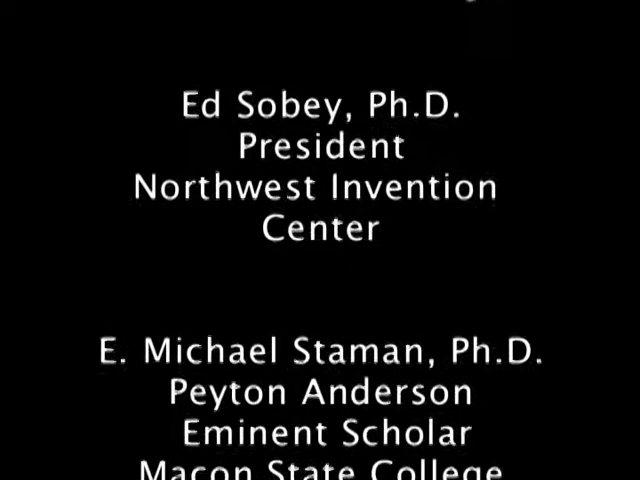 Ed Sobey, Ph.D.
President
Northwest Invention
Center
E. Michael Staman, Ph.D.
Peyton Anderson
Eminent Scholar
Macon State College